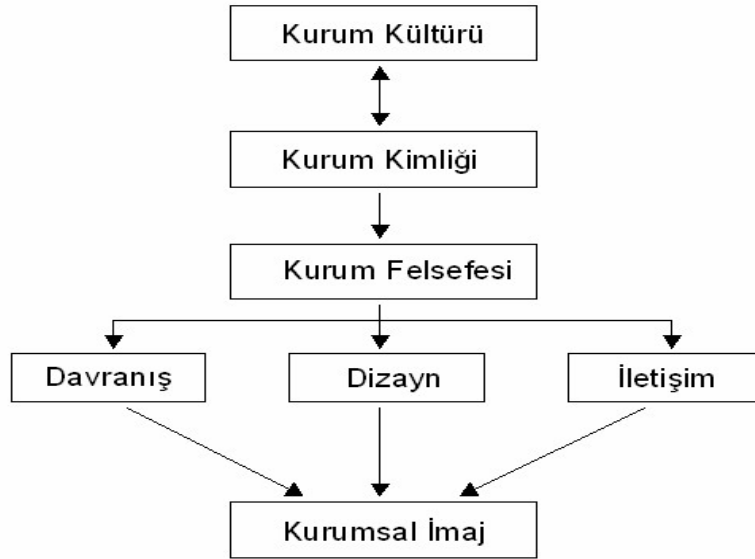 Kurum Kültürü
Kurum Kimliği
Kurum Felsefesi
Davranış
Dizayn
İletişim
Kurumsal İmaj